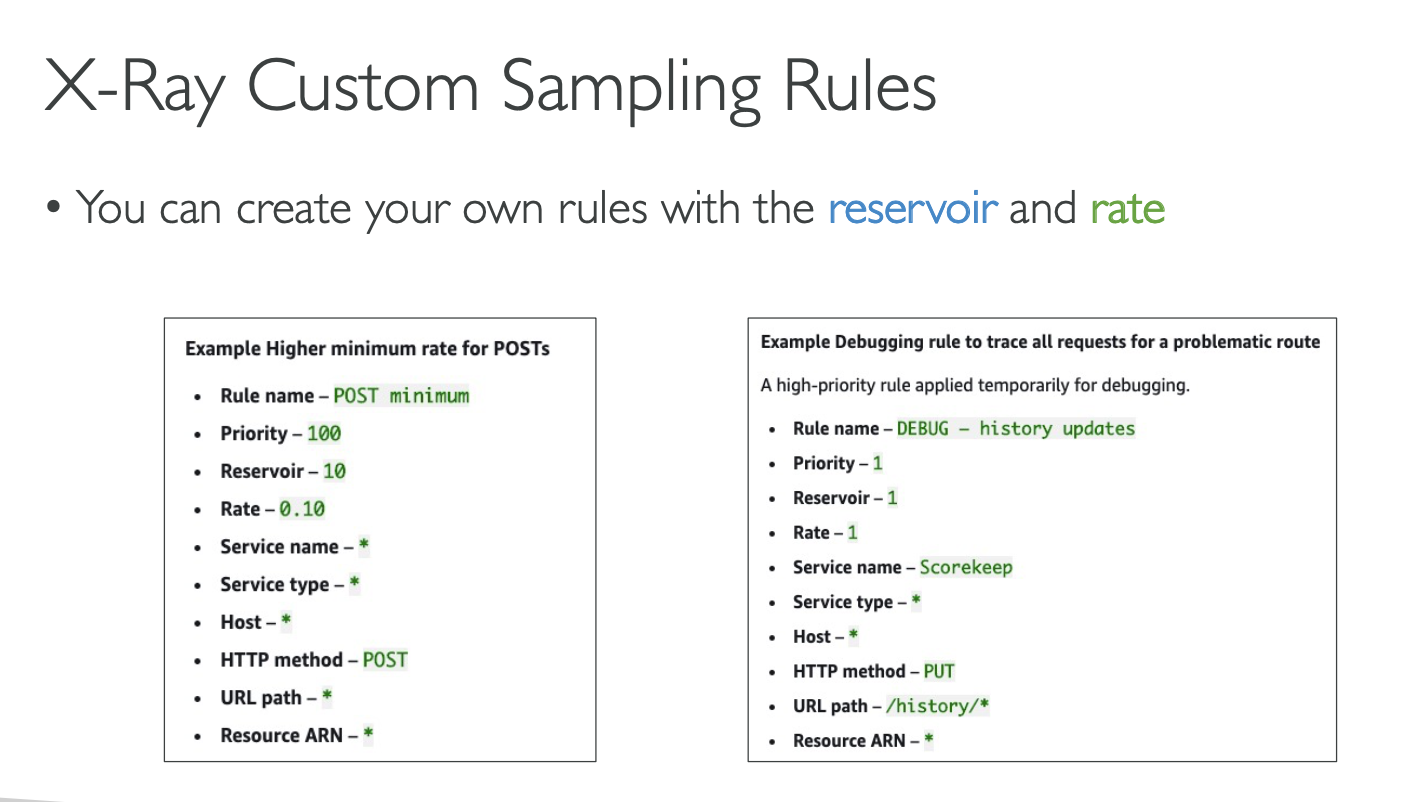 X-Ray Custom Sampling Rules
• You can create your own rules with the reservoir and rate
Example Higher minimum rate for POSTs
• Rule name – POST minimum
• Priority – 100
• Reservoir – 10
• Rate – 0.10
• Service name – *
• Service type – *
• Host – *
• HTTP method – POST
• URL path – *
• Resource ARN – *
Example Debugging rule to trace all requests for a problematic route
A high-priority rule applied temporarily for debugging.
• Rule name – DEBUG – history updates
• Priority – 1
• Reservoir – 1
• Rate – 1
• Service name – Scorekeep
• Service type – *
• Host – *
• HTTP method – PUT
• URL path – /history/*
• Resource ARN – *